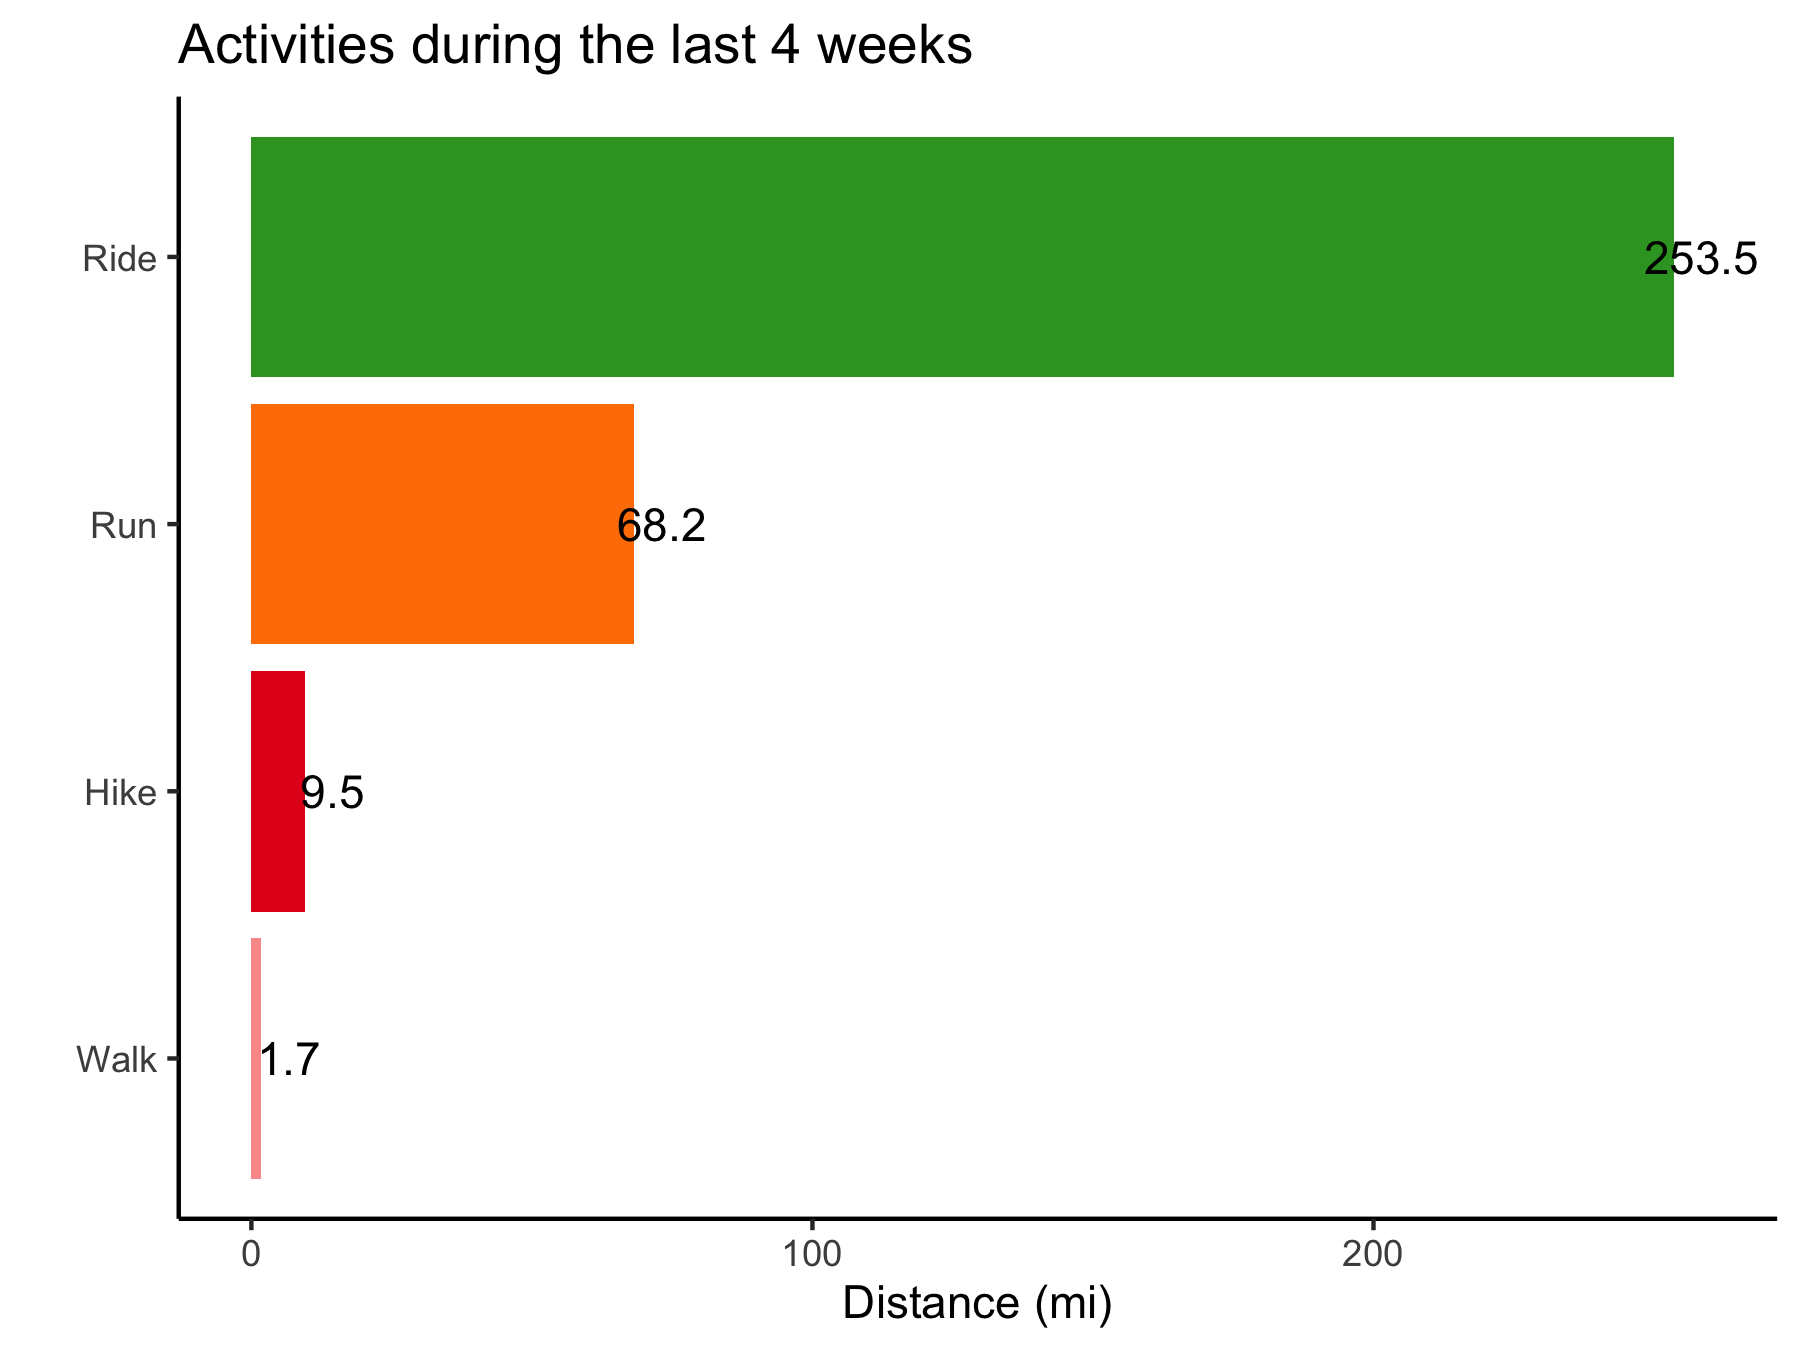 Activities during the last 4 weeks
Ride
253.5
Run
68.2
Hike
9.5
Walk
1.7
0 100 200
Distance (mi)